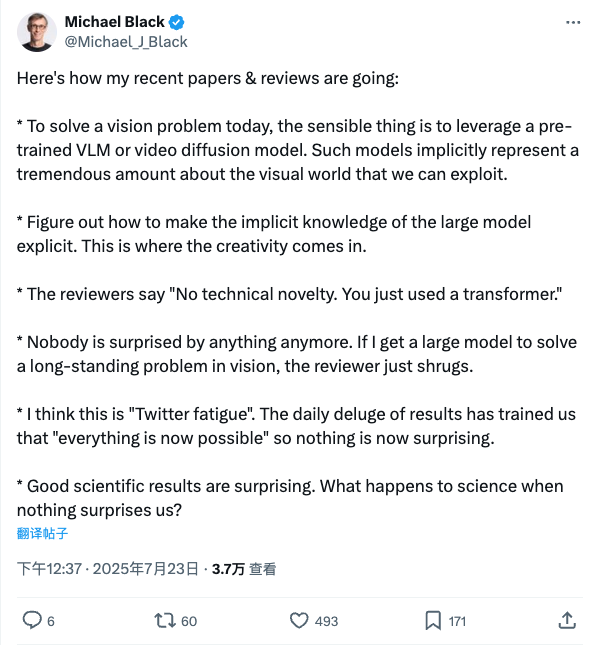 Michael Black
@Michael_J_Black
Here's how my recent papers & reviews are going:
* To solve a vision problem today, the sensible thing is to leverage a pre-
trained VLM or video diffusion model. Such models implicitly represent a
tremendous amount about the visual world that we can exploit.
* Figure out how to make the implicit knowledge of the large model
explicit. This is where the creativity comes in.
* The reviewers say "No technical novelty. You just used a transformer."
* Nobody is surprised by anything anymore. If I get a large model to solve
a long-standing problem in vision, the reviewer just shrugs.
* I think this is "Twitter fatigue". The daily deluge of results has trained us
that "everything is now possible" so nothing is now surprising.
* Good scientific results are surprising. What happens to science when
nothing surprises us?
翻译帖子
下午12:37 · 2025年7月23日 · 3.7万 查看
6 60 493 171